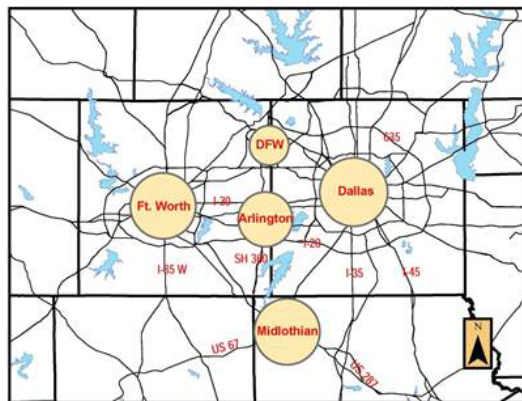 635
DFW
Dallas
Ft. Worth
I-30
Arlington
I-20
SH 360
I-35 W
I-35
I-45
Midlothian
US 67
US 287
N